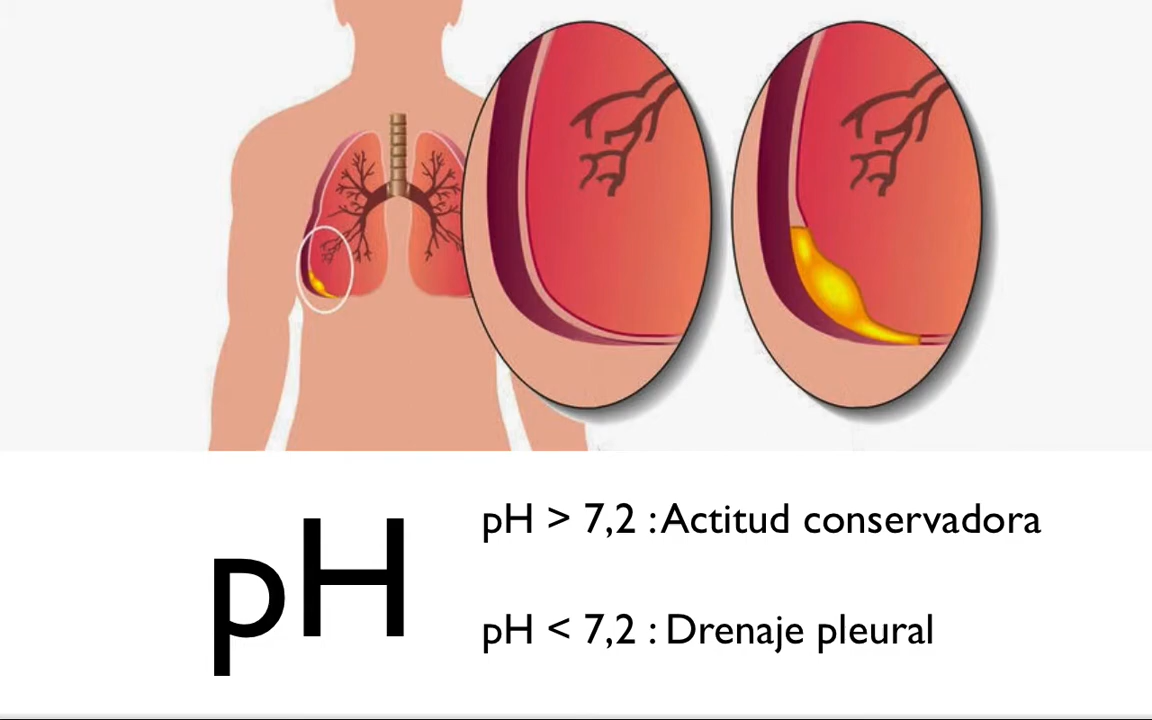 pH
pH > 7,2 : Actitud conservadora
pH < 7,2 : Drenaje pleural